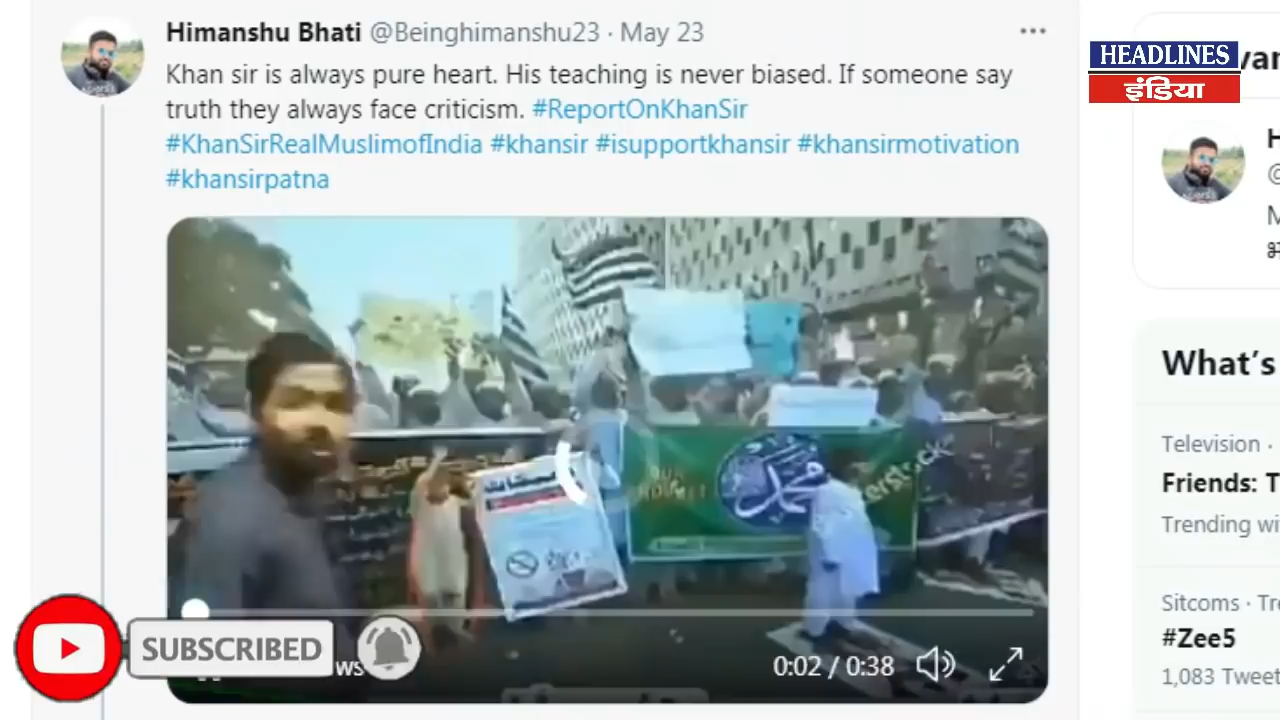 Himanshu Bhati @Beinghimanshu23 · May 23
Khan sir is always pure heart. His teaching is never biased. If someone say
truth they always face criticism. #ReportOnKhanSir
#KhanSirRealMuslimofIndia #khansir #isupportkhansir #khansirmotivation
#khansirpatna
HEADLINES
इंडिया
What's
Television ·
Friends: T
Trending wi
Sitcoms · Tre
#Zee5
1,083 Tweet
SUBSCRIBED
ws
0:02 / 0:38